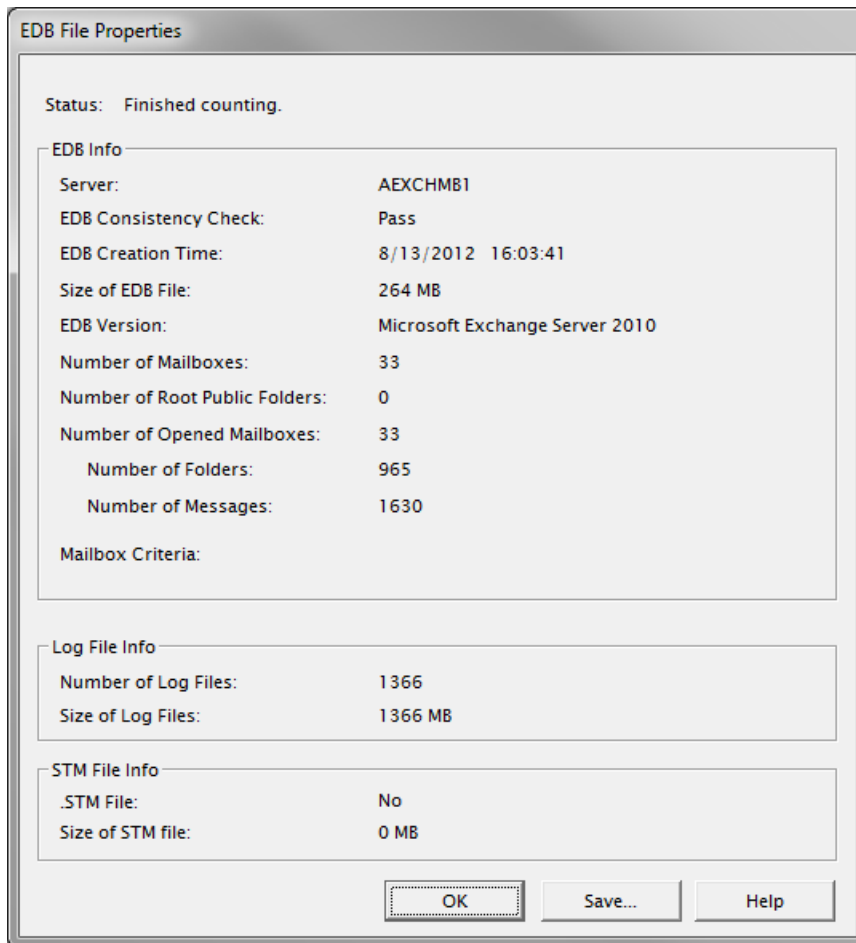 EDB File Properties
Status: Finished counting.
EDB Info
Server: AEXCHMB1
EDB Consistency Check: Pass
EDB Creation Time: 8/13/2012 16:03:41
Size of EDB File: 264 MB
EDB Version: Microsoft Exchange Server 2010
Number of Mailboxes: 33
Number of Root Public Folders: 0
Number of Opened Mailboxes: 33
Number of Folders: 965
Number of Messages: 1630
Mailbox Criteria:
Log File Info
Number of Log Files: 1366
Size of Log Files: 1366 MB
STM File Info
.STM File: No
Size of STM file: 0 MB
OK Save... Help